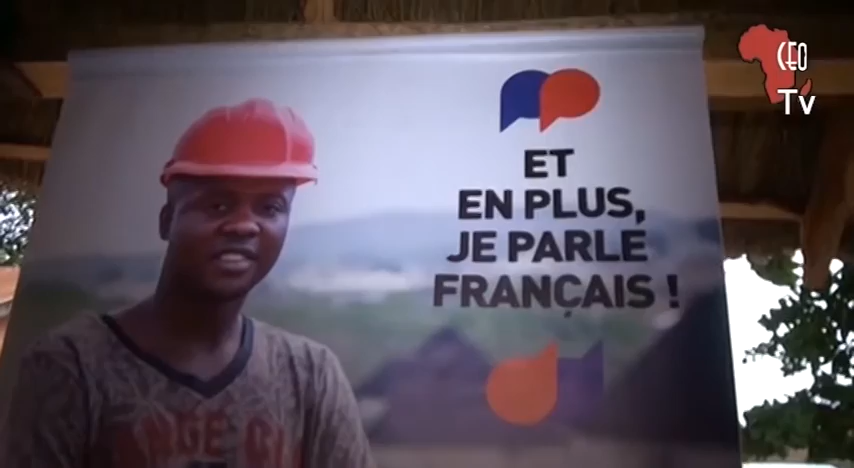 CEO
Tv
ET
EN PLUS,
JE PARLE
FRANÇAIS !